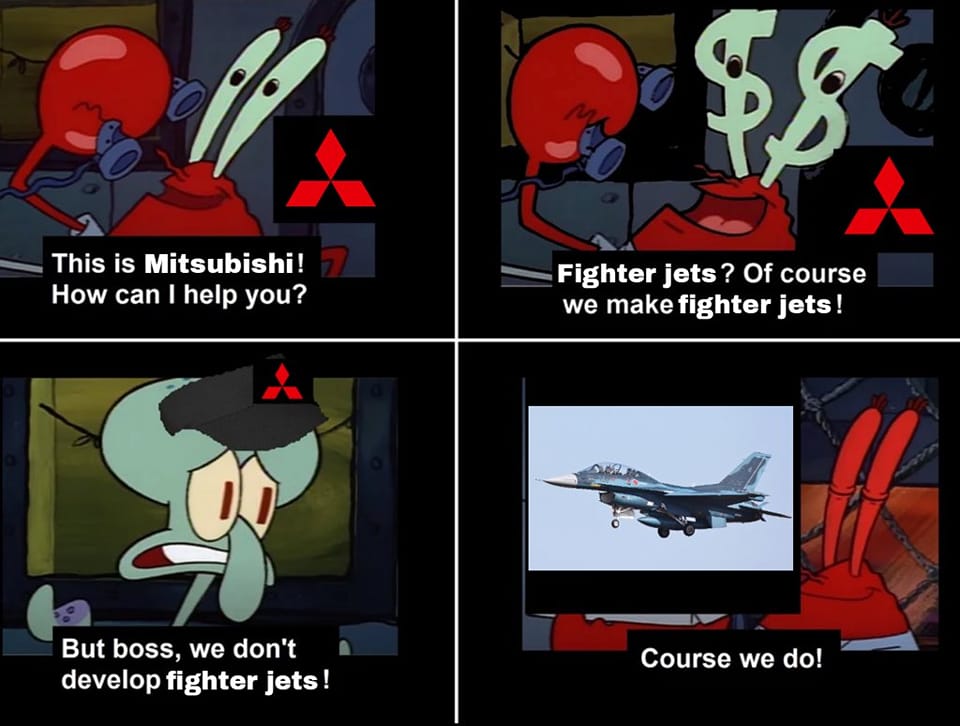 This is Mitsubishi!
How can I help you?
Fighter jets? Of course
we make fighter jets!
But boss, we don't
develop fighter jets!
Course we do!